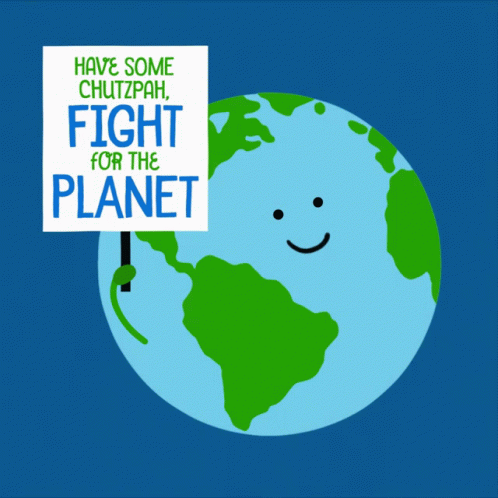 HAVE SOME
CHUTZPAH,
FIGHT
fOR THE
PLANET